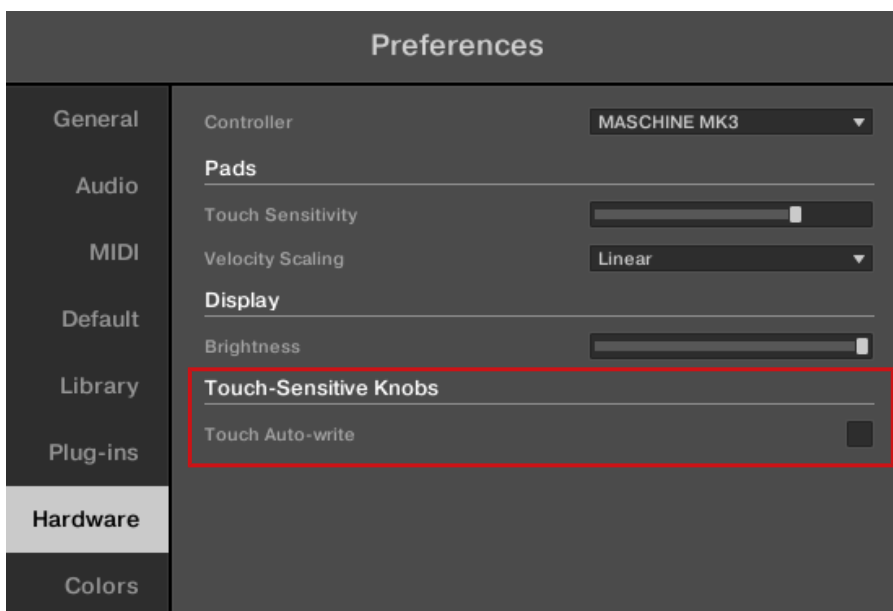 Preferences
General
Audio
MIDI
Default
Library
Plug-ins
Hardware
Colors
Controller MASCHINE MK3
Pads
Touch Sensitivity
Velocity Scaling Linear
Display
Brightness
Touch-Sensitive Knobs
Touch Auto-write